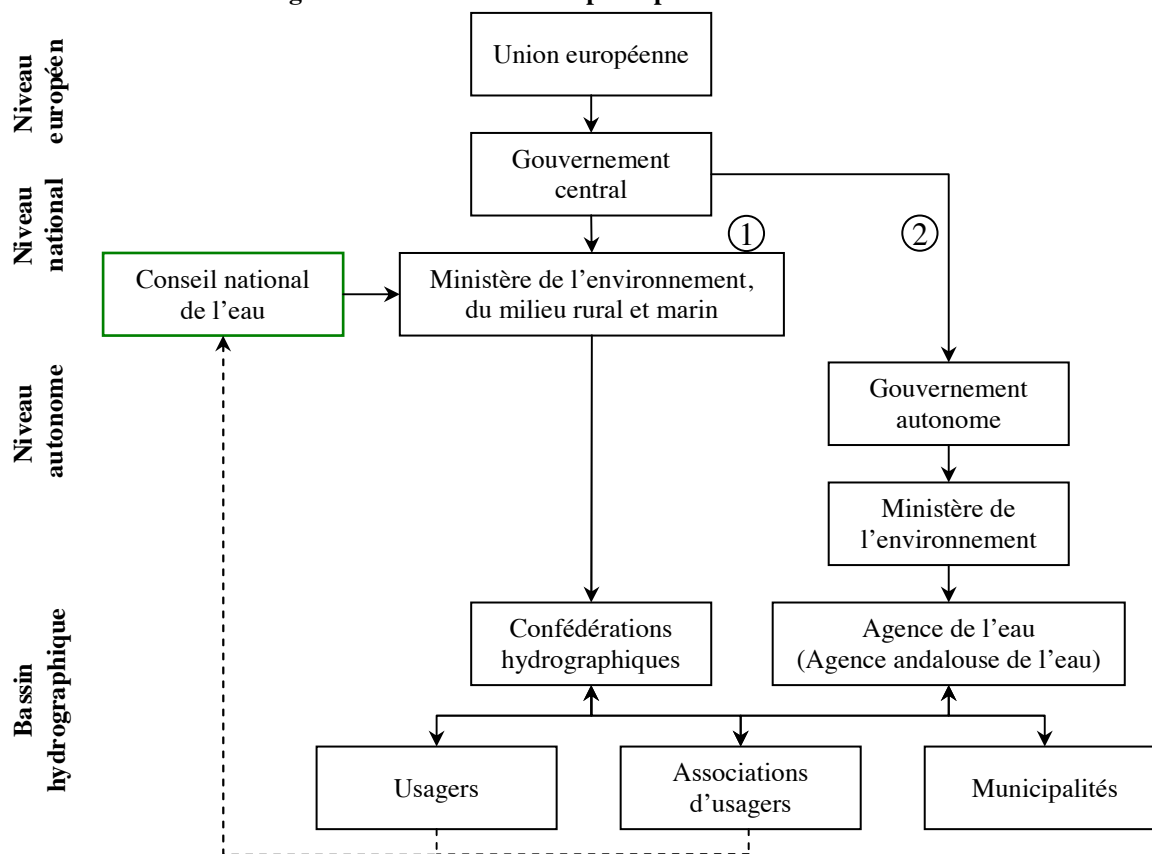 Niveau
européen
Union européenne
Niveau
national
Gouvernement
central
1
2
Conseil national
de l'eau
Ministère de l'environnement,
du milieu rural et marin
Niveau
autonome
Gouvernement
autonome
Ministère de
l'environnement
Bassin
hydrographique
Confédérations
hydrographiques
Agence de l'eau
(Agence andalouse de l'eau)
Usagers
Associations
d'usagers
Municipalités